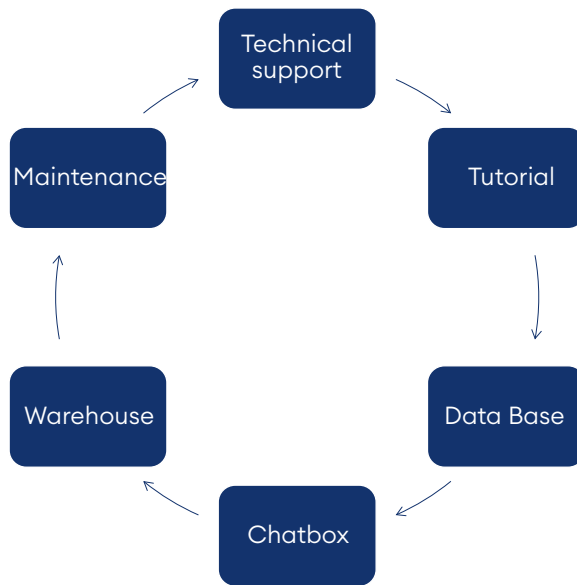 Technical
support
Tutorial
Data Base
Chatbox
Warehouse
Maintenance